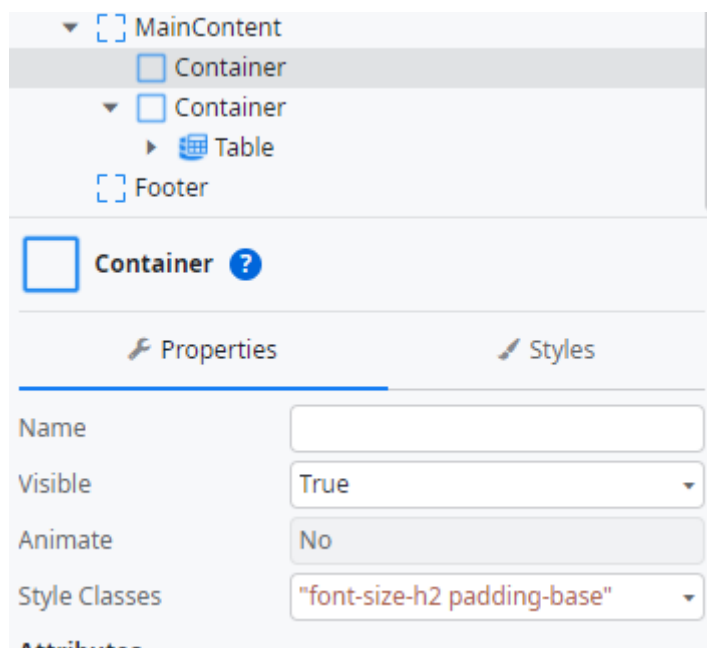 MainContent
Container
Container
Table
Footer
Container ?
Properties Styles
Name
Visible True
Animate No
Style Classes "font-size-h2 padding-base"
Attributes